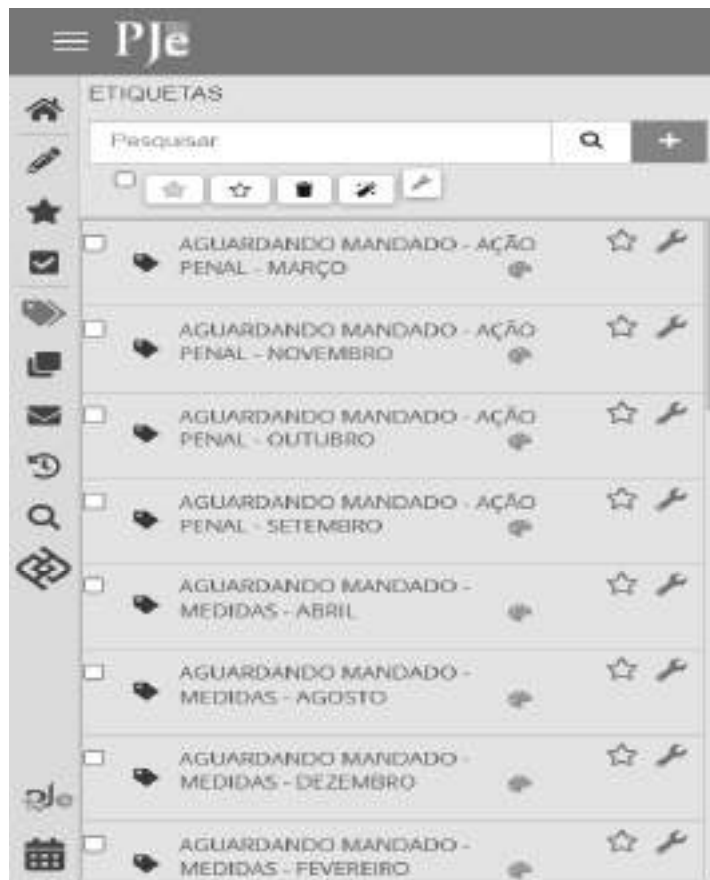 PJe
ETIQUETAS
Pesquisar
AGUARDANDO MANDADO - AÇÃO
PENAL - MARÇO
AGUARDANDO MANDADO - AÇÃO
PENAL - NOVEMBRO
AGUARDANDO MANDADO - AÇÃO
PENAL - OUTUBRO
AGUARDANDO MANDADO - AÇÃO
PENAL - SETEMBRO
AGUARDANDO MANDADO -
MEDIDAS - ABRIL
AGUARDANDO MANDADO -
MEDIDAS - AGOSTO
AGUARDANDO MANDADO -
MEDIDAS - DEZEMBRO
PJe
AGUARDANDO MANDADO -
MEDIDAS - FEVEREIRO